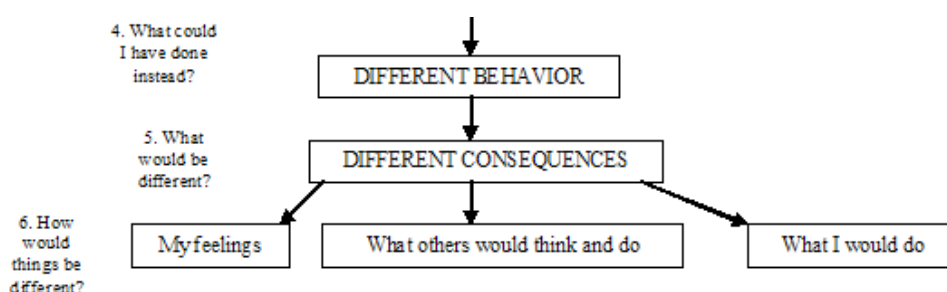 4. What could
I have done
instead?
DIFFERENT BEHAVIOR
5. What
would be
different?
DIFFERENT CONSEQUENCES
6. How
would
things be
different?
My feelings
What others would think and do
What I would do